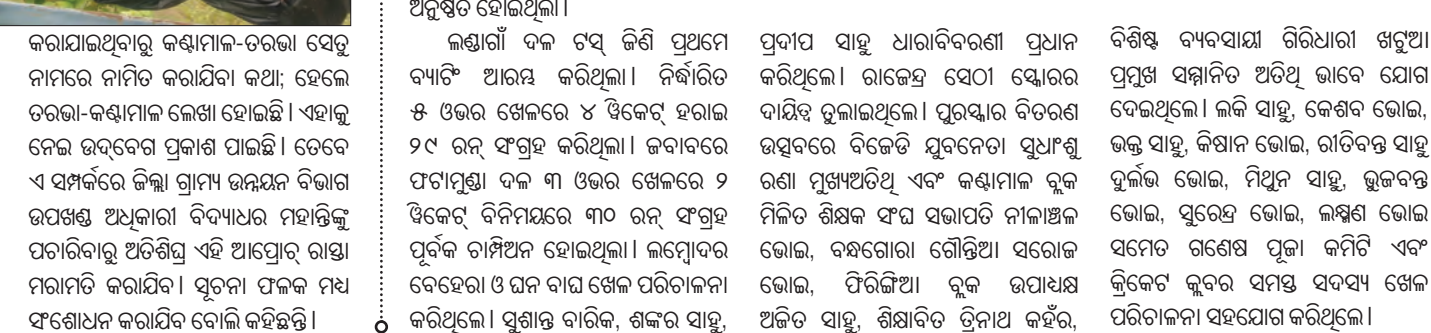 କରାଯାଇଥିବାରୁ କଣ୍ଟାମାଳ-ତରଭା ସେତୁ
ନାମରେ ନାମିତ କରାଯିବା କଥା; ହେଲେ
ତରଭା-କଣ୍ଟାମାଳ ଲେଖା ହୋଇଛି। ଏହାକୁ
ନେଇ ଉଦ୍‌ବେଗ ପ୍ରକାଶ ପାଇଛି। ତେବେ
ଏ ସମ୍ପର୍କରେ ଜିଲ୍ଲା ଗ୍ରାମ୍ୟ ଉନ୍ନୟନ ବିଭାଗ
ଉପଖଣ୍ଡ ଅଧିକାରୀ ବିଦ୍ୟାଧର ମହାନ୍ତିଙ୍କୁ
ପଚାରିବାରୁ ଅତିଶିଘ୍ର ଏହି ଆପ୍ରୋଚ୍ ରାସ୍ତା
ମରାମତି କରାଯିବ। ସୂଚନା ଫଳକ ମଧ୍ୟ
ସଂଶୋଧନ କରାଯିବ ବୋଲି କହିଛନ୍ତି।
ଅନୁଷ୍ଠିତ ହୋଇଥିଲା।
ଲଣ୍ଡାଗାଁ ଦଳ ଟସ୍ ଜିଣି ପ୍ରଥମେ
ବ୍ୟାଟିଂ ଆରମ୍ଭ କରିଥିଲା। ନିର୍ଦ୍ଧାରିତ
୫ ଓଭର ଖେଳରେ ୪ ୱିକେଟ୍ ହରାଇ
୨୯ ରନ୍ ସଂଗ୍ରହ କରିଥିଲା। ଜବାବରେ
ଫଟାମୁଣ୍ଡା ଦଳ ୩ ଓଭର ଖେଳରେ ୨
ୱିକେଟ୍ ବିନିମୟରେ ୩୦ ରନ୍ ସଂଗ୍ରହ
ପୂର୍ବକ ଚାମ୍ପିଅନ ହୋଇଥିଲା। ଲମ୍ବୋଦର
ବେହେରା ଓ ଘନ ବାଘ ଖେଳ ପରିଚାଳନା
କରିଥିଲେ। ସୁଶାନ୍ତ ବାରିକ, ଶଙ୍କର ସାହୁ,
ପ୍ରଦୀପ ସାହୁ ଧାରାବିବରଣୀ ପ୍ରଧାନ
କରିଥିଲେ। ରାଜେନ୍ଦ୍ର ସେଠୀ ସ୍କୋରର
ଦାୟିତ୍ୱ ତୁଲାଇଥିଲେ। ପୁରସ୍କାର ବିତରଣ
ଉତ୍ସବରେ ବିଜେଡି ଯୁବନେତା ସୁଧାଂଶୁ
ରଣା ମୁଖ୍ୟଅତିଥି ଏବଂ କଣ୍ଟାମାଳ ବ୍ଲକ
ମିଳିତ ଶିକ୍ଷକ ସଂଘ ସଭାପତି ନୀଳାଞ୍ଚଳ
ଭୋଇ, ବନ୍ଧଗୋରା ଗୌନ୍ତିଆ ସରୋଜ
ଭୋଇ, ଫିରିଙ୍ଗିଆ ବ୍ଲକ ଉପାଧ୍ୟକ୍ଷ
ଅଜିତ ସାହୁ, ଶିକ୍ଷାବିତ ତ୍ରିନାଥ କହଁର,
ବିଶିଷ୍ଟ ବ୍ୟବସାୟୀ ଗିରିଧାରୀ ଖଟୁଆ
ପ୍ରମୁଖ ସମ୍ମାନିତ ଅତିଥି ଭାବେ ଯୋଗ
ଦେଇଥିଲେ। ଲକି ସାହୁ, କେଶବ ଭୋଇ,
ଭକ୍ତ ସାହୁ, କିଷାନ ଭୋଇ, ରୀତିବନ୍ତ ସାହୁ
ଦୁର୍ଲଭ ଭୋଇ, ମିଥୁନ ସାହୁ, ଭୁଜବନ୍ତ
ଭୋଇ, ସୁରେନ୍ଦ୍ର ଭୋଇ, ଲକ୍ଷ୍ମଣ ଭୋଇ
ସମେତ ଗଣେଷ ପୂଜା କମିଟି ଏବଂ
କ୍ରିକେଟ କ୍ଲବର ସମସ୍ତ ସଦସ୍ୟ ଖେଳ
ପରିଚାଳନା ସହଯୋଗ କରିଥିଲେ।